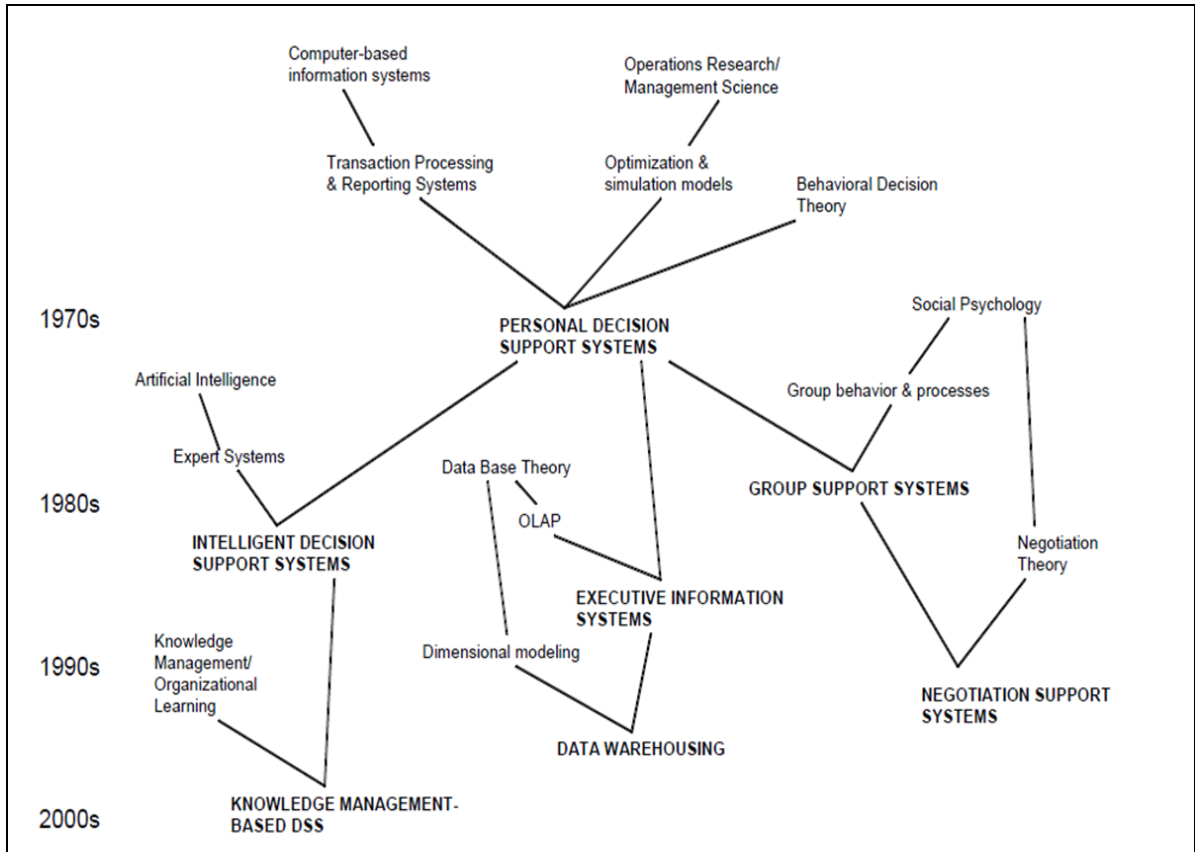 Computer-based
information systems
Operations Research/
Management Science
Transaction Processing
& Reporting Systems
Optimization &
simulation models
Behavioral Decision
Theory
1970s
PERSONAL DECISION
SUPPORT SYSTEMS
Social Psychology
Artificial Intelligence
Group behavior & processes
Expert Systems
Data Base Theory
GROUP SUPPORT SYSTEMS
1980s
OLAP
INTELLIGENT DECISION
SUPPORT SYSTEMS
Negotiation
Theory
EXECUTIVE INFORMATION
SYSTEMS
Knowledge
Management/
Organizational
Learning
Dimensional modeling
1990s
NEGOTIATION SUPPORT
SYSTEMS
DATA WAREHOUSING
KNOWLEDGE MANAGEMENT-
BASED DSS
2000s